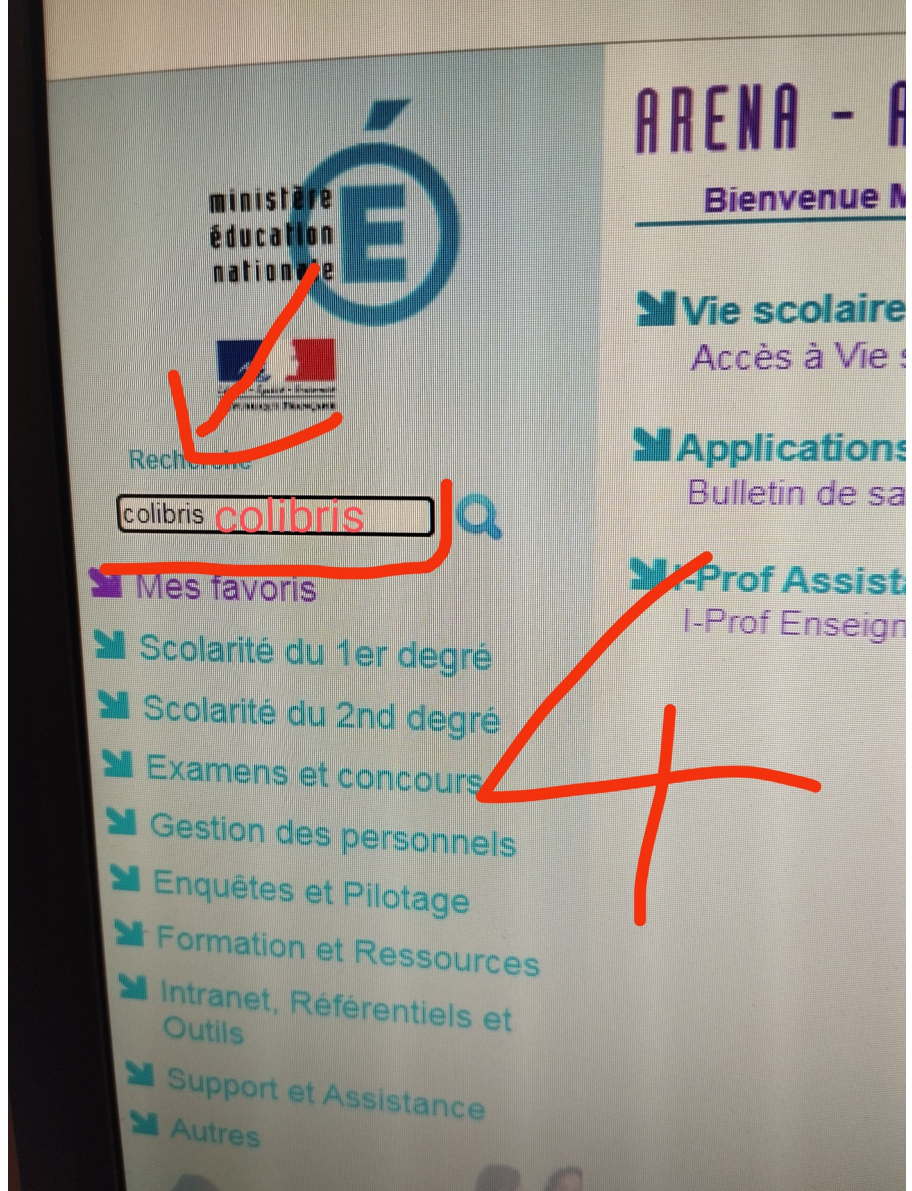 ministère
éducation
nationale
Recherche
colibris colibris
Mes favoris
Scolarité du 1er degré
Scolarité du 2nd degré
Examens et concours
Gestion des personnels
Enquêtes et Pilotage
Formation et Ressources
Intranet, Référentiels et
Outils
Support et Assistance
Autres
ARENA - A
Bienvenue M
Vie scolaire
Accès à Vie s
Applications
Bulletin de sa
I-Prof Assista
I-Prof Enseign
4